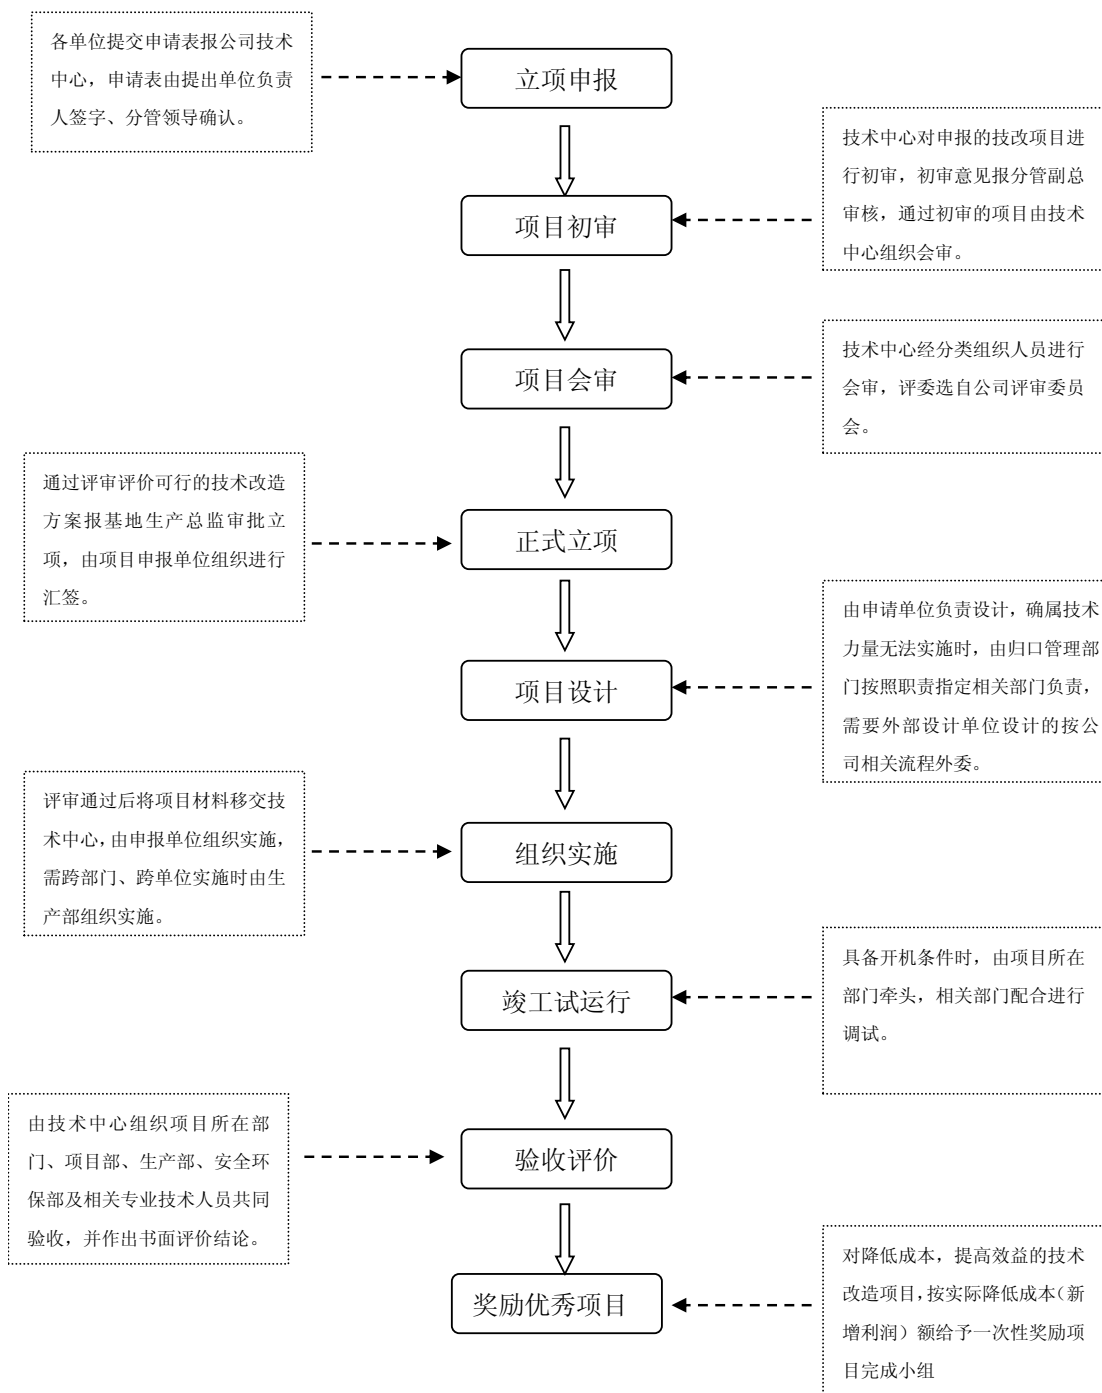 各单位提交申请表报公司技术
中心，申请表由提出单位负责
人签字、分管领导确认。
立项申报
技术中心对申报的技改项目进
行初审，初审意见报分管副总
审核，通过初审的项目由技术
中心组织会审。
项目初审
技术中心经分类组织人员进行
会审，评委选自公司评审委员
会。
项目会审
通过评审评价可行的技术改造
方案报基地生产总监审批立
项，由项目申报单位组织进行
汇签。
正式立项
由申请单位负责设计，确属技术
力量无法实施时，由归口管理部
门按照职责指定相关部门负责，
需要外部设计单位设计的按公
司相关流程外委。
项目设计
评审通过后将项目材料移交技
术中心，由申报单位组织实施，
需跨部门、跨单位实施时由生
产部组织实施。
组织实施
具备开机条件时，由项目所在
部门牵头，相关部门配合进行
调试。
竣工试运行
由技术中心组织项目所在部
门、项目部、生产部、安全环
保部及相关专业技术人员共同
验收，并作出书面评价结论。
验收评价
对降低成本，提高效益的技术
改造项目，按实际降低成本（新
增利润）额给予一次性奖励项
目完成小组
奖励优秀项目